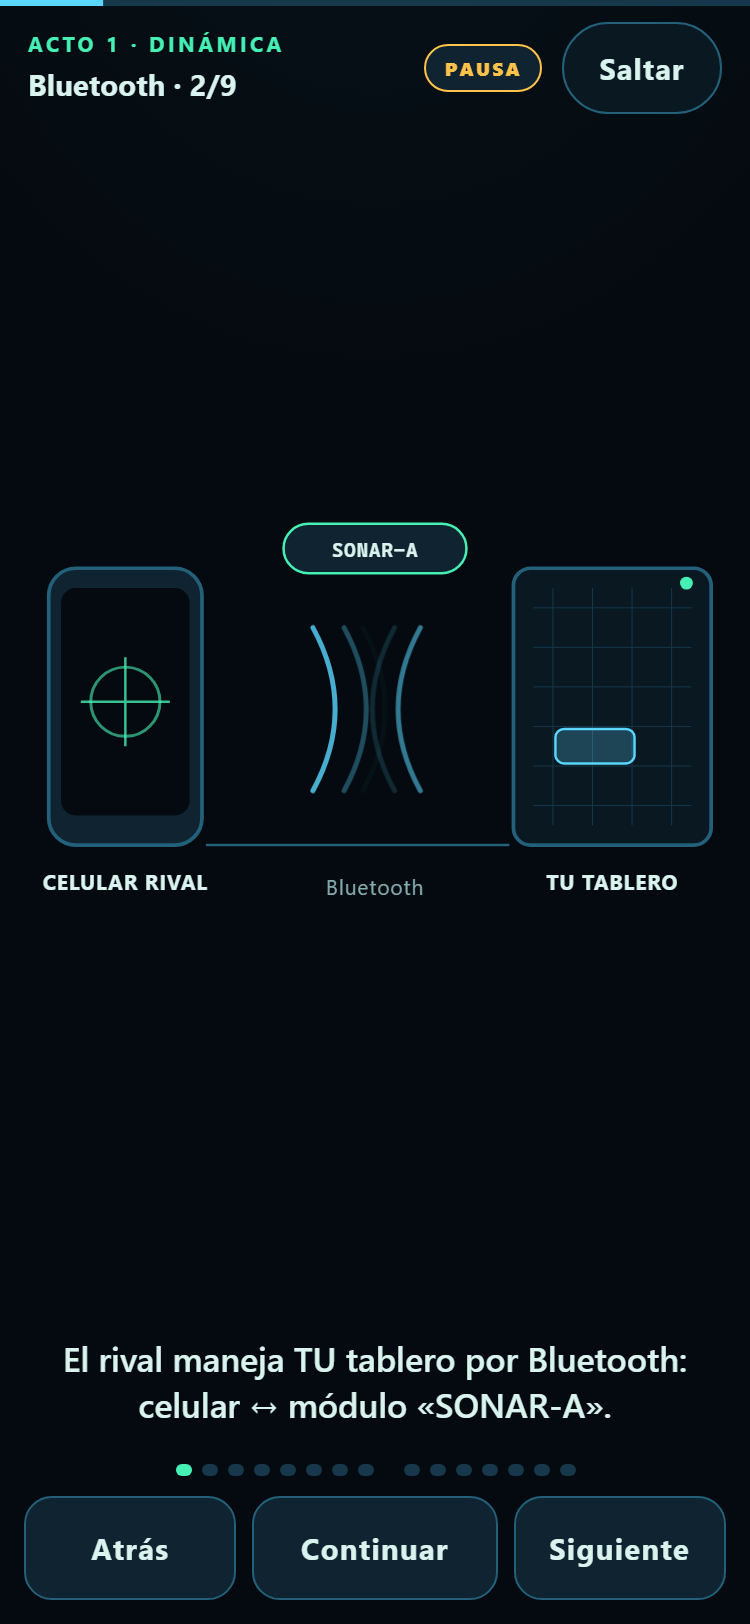 ACTO 1 · DINÁMICA
Bluetooth · 2/9
PAUSA
Saltar
SONAR-A
CELULAR RIVAL
Bluetooth
TU TABLERO
El rival maneja TU tablero por Bluetooth:
celular ↔ módulo «SONAR-A».
Atrás
Continuar
Siguiente